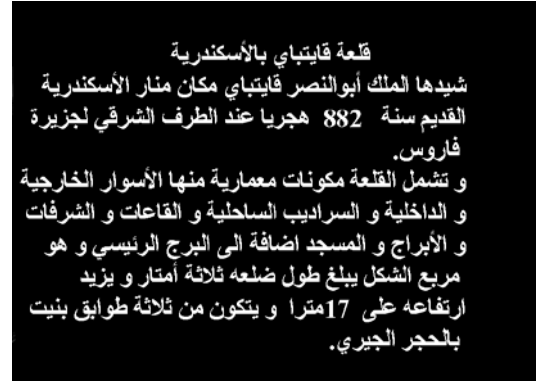 قلعة قايتباي بالأسكندرية
شيدها الملك أبوالنصر قايتباي مكان منار الأسكندرية
القديم سنة 882 هجريا عند الطرف الشرقي لجزيرة
فاروس.
و تشمل القلعة مكونات معمارية منها الأسوار الخارجية
و الداخلية و السراديب الساحلية و القاعات و الشرفات
و الأبراج و المسجد اضافة الى البرج الرئيسي و هو
مربع الشكل يبلغ طول ضلعه ثلاثة أمتار و يزيد
ارتفاعه على 17مترا و يتكون من ثلاثة طوابق بنيت
بالحجر الجيري.